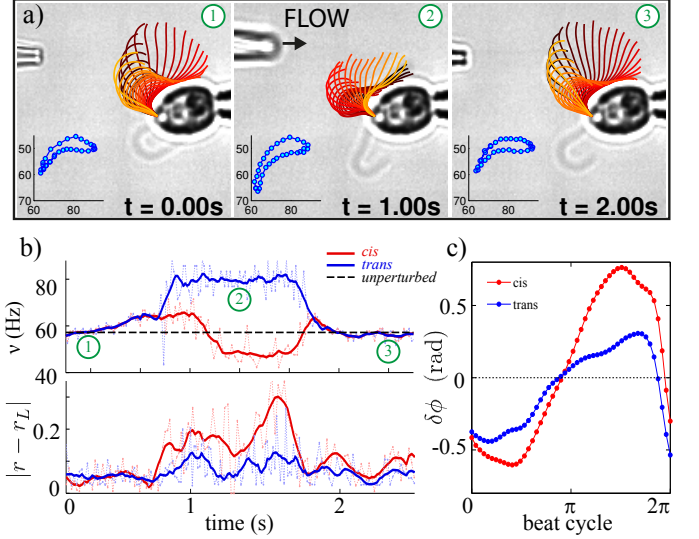 a)
1
FLOW
2
3
50
60
70
60
80
t = 0.00s
50
60
70
60
80
t = 1.00s
50
60
70
60
80
t = 2.00s
b)
cis
trans
unperturbed
80
60
40
ν (Hz)
1
2
3
0.2
0
|r − r_L|
0
1
2
time (s)
c)
cis
trans
0.5
0
-0.5
δϕ (rad)
0
π
2π
beat cycle